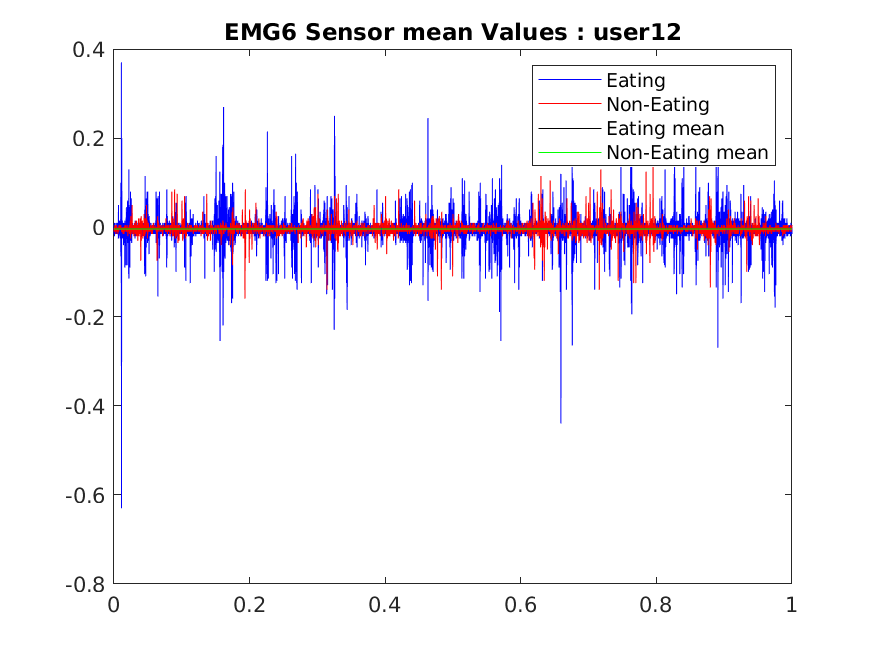 EMG6 Sensor mean Values : user12
0.4
0.2
0
-0.2
-0.4
-0.6
-0.8
0
0.2
0.4
0.6
0.8
1
Eating
Non-Eating
Eating mean
Non-Eating mean